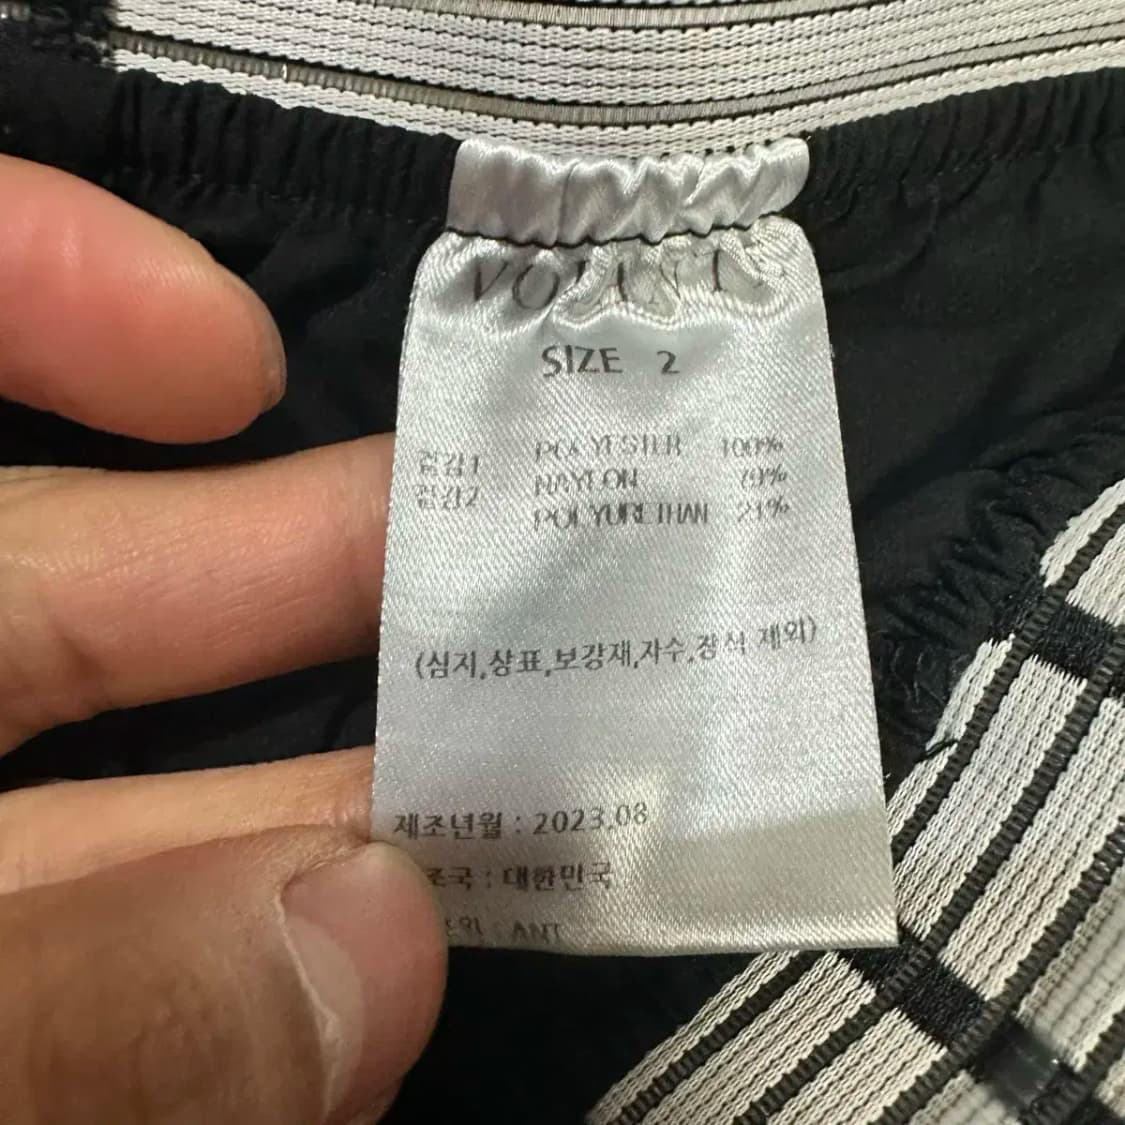 SIZE 2
겉감1 POLYESTER 100%
겉감2 NAYLON 79%
POLYURETHAN 21%
(심지,상표,보강재,자수,장식 제외)
제조년월 : 2023.08
조국 : 대한민국
ANT